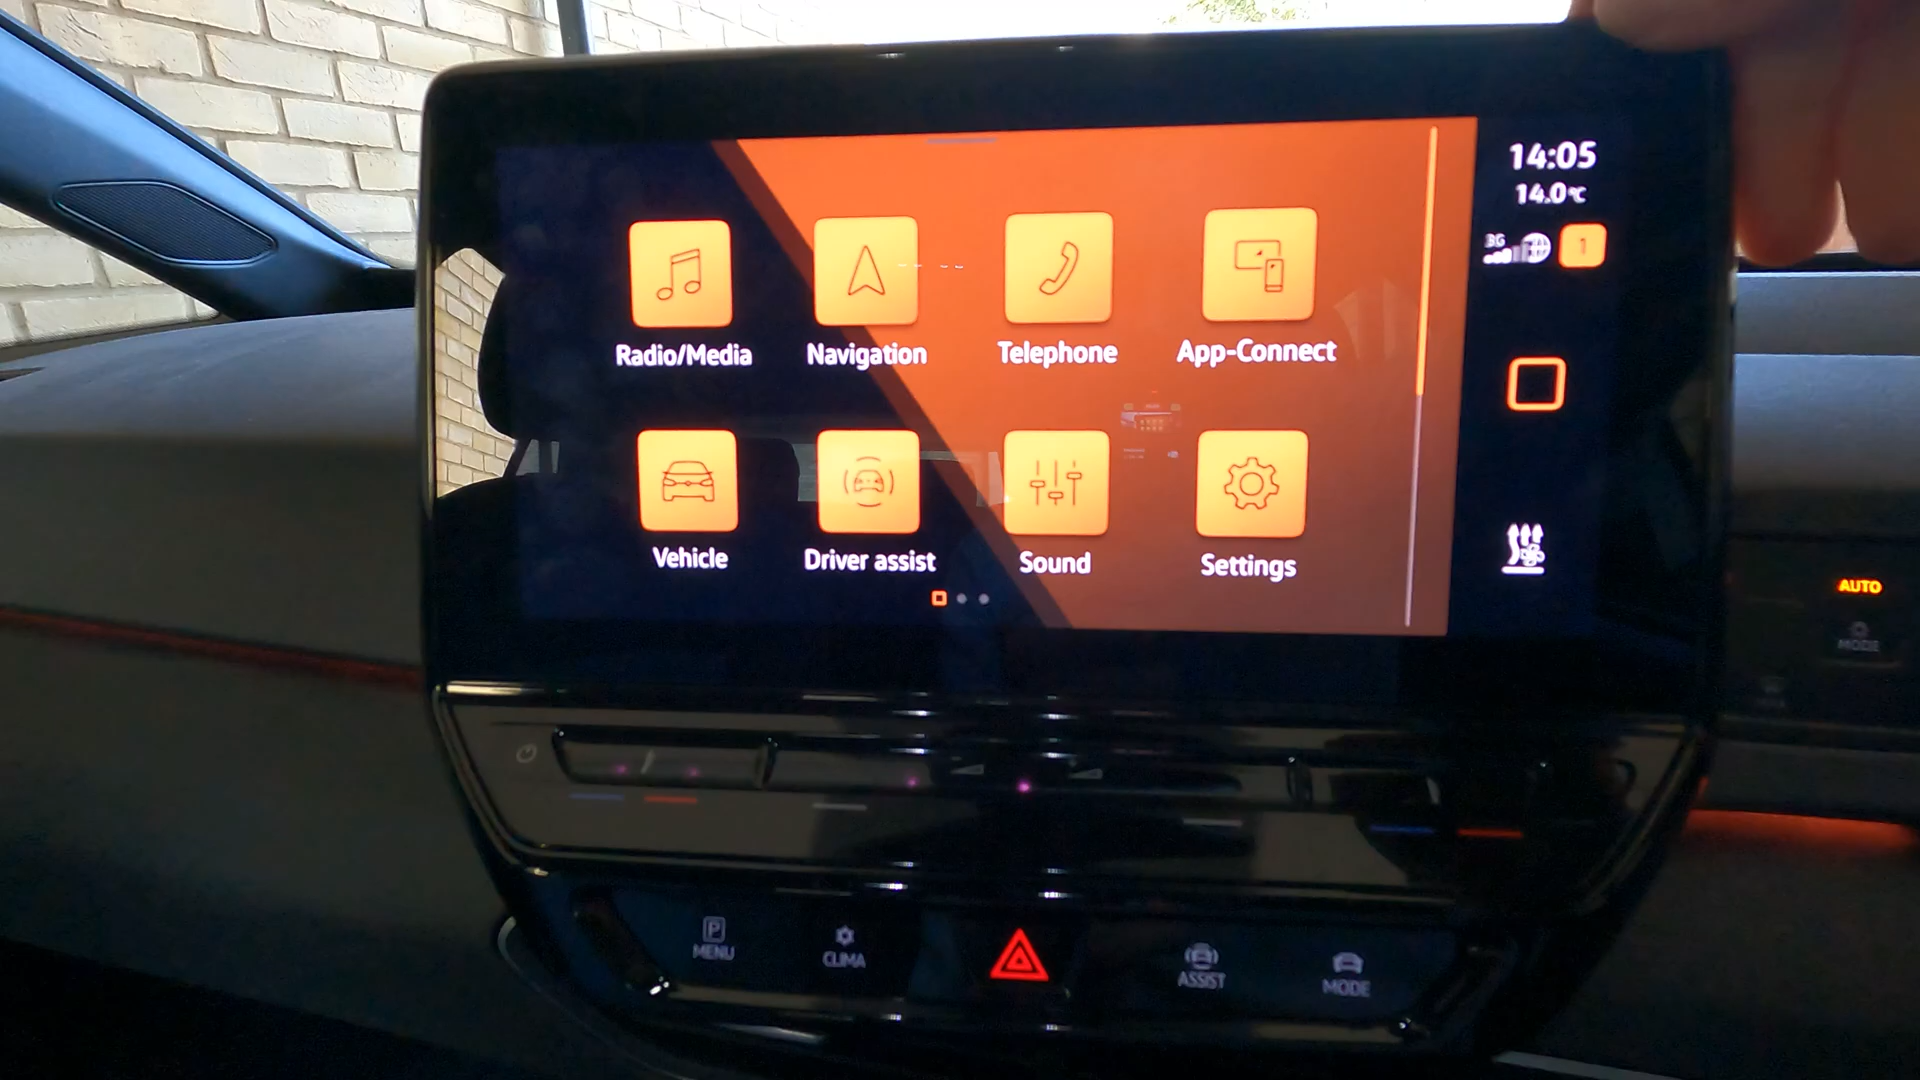 14:05
14.0°C
3G
1
Radio/Media
Navigation
Telephone
App-Connect
Vehicle
Driver assist
Sound
Settings
AUTO
MODE
P
MENU
CLIMA
ASSIST
MODE